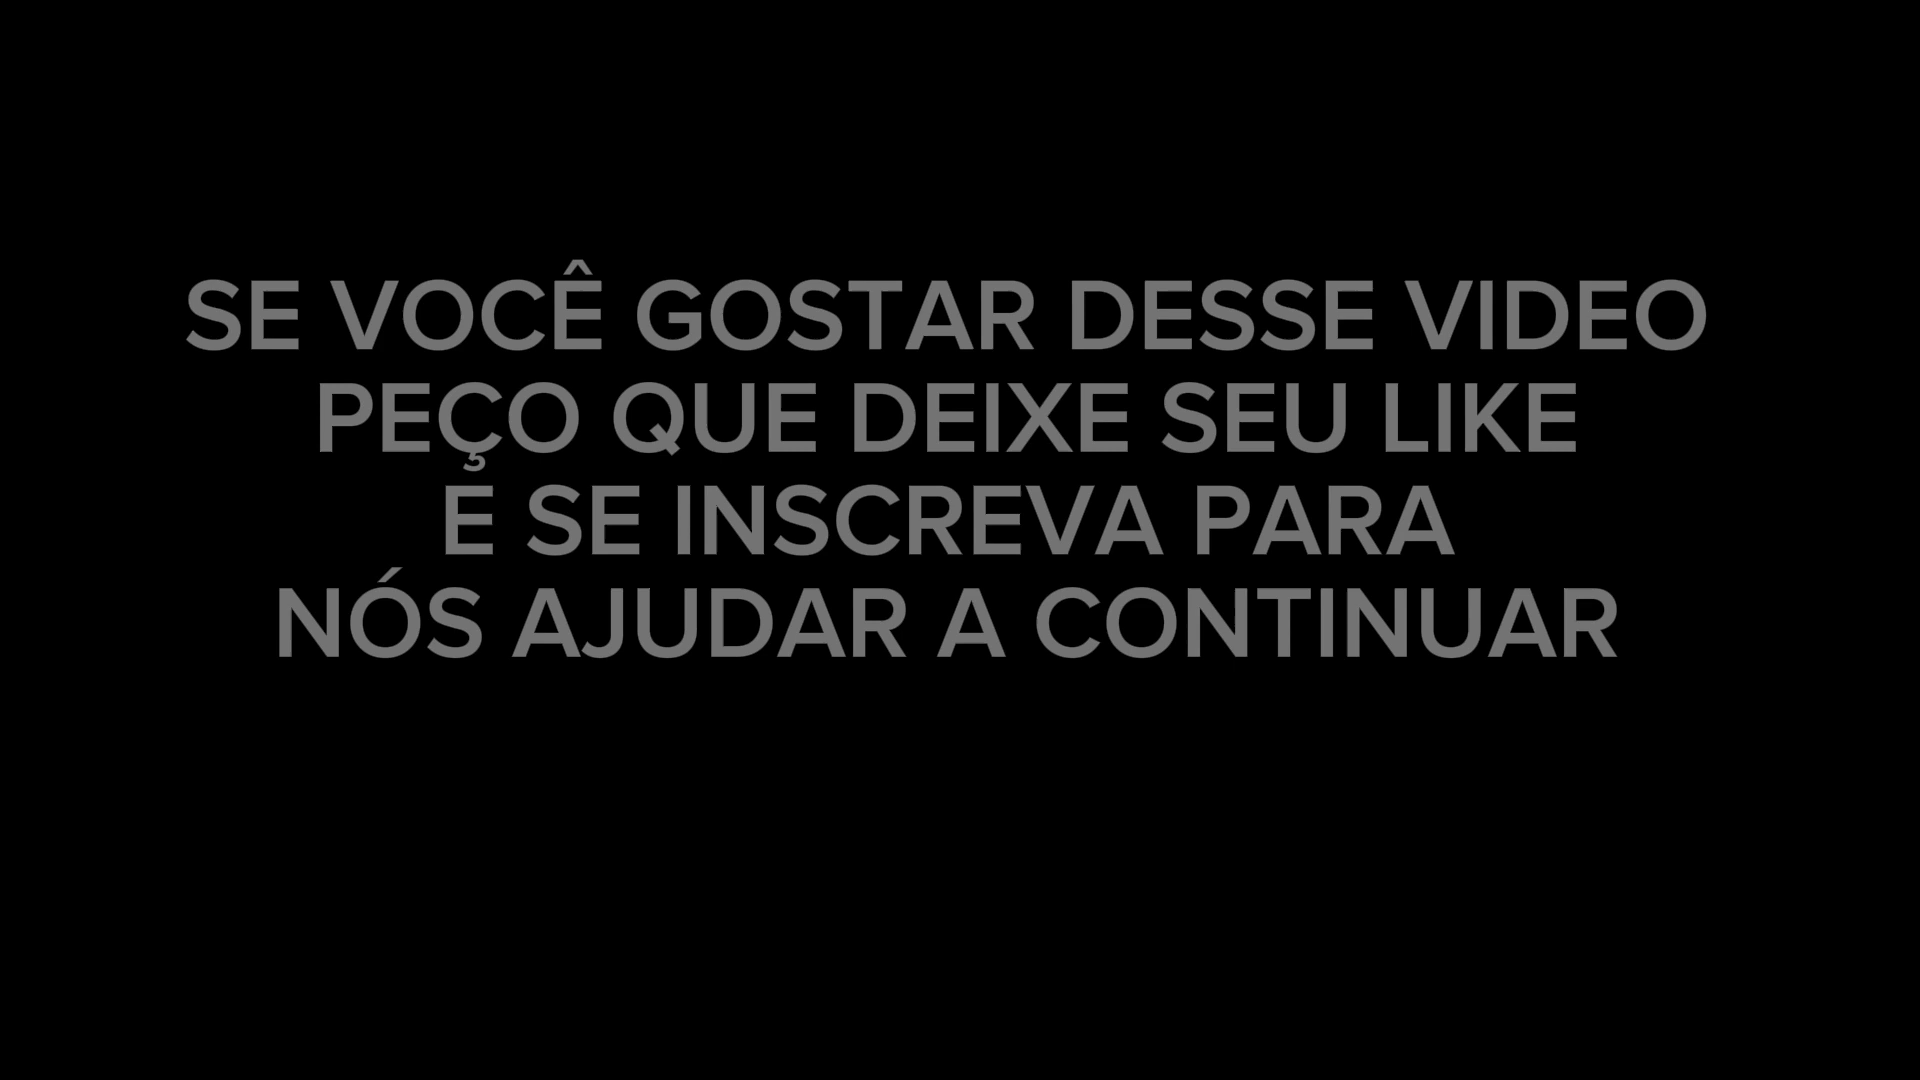 SE VOCÊ GOSTAR DESSE VIDEO
PEÇO QUE DEIXE SEU LIKE
E SE INSCREVA PARA
NÓS AJUDAR A CONTINUAR